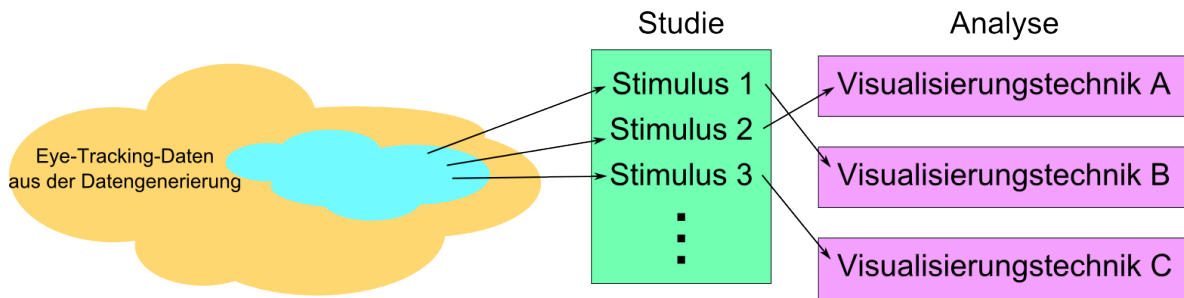 Studie
Analyse
Eye-Tracking-Daten
aus der Datengenerierung
Stimulus 1
Stimulus 2
Stimulus 3
Visualisierungstechnik A
Visualisierungstechnik B
Visualisierungstechnik C